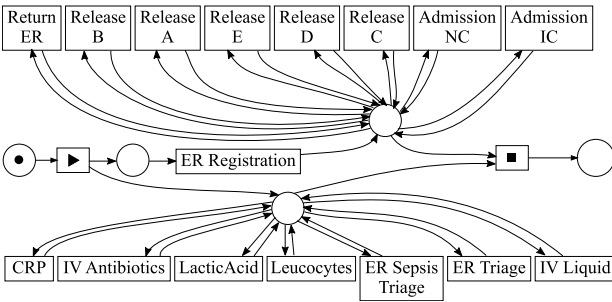 Return
ER
Release
B
Release
A
Release
E
Release
D
Release
C
Admission
NC
Admission
IC
ER Registration
CRP
IV Antibiotics
LacticAcid
Leucocytes
ER Sepsis
Triage
ER Triage
IV Liquid